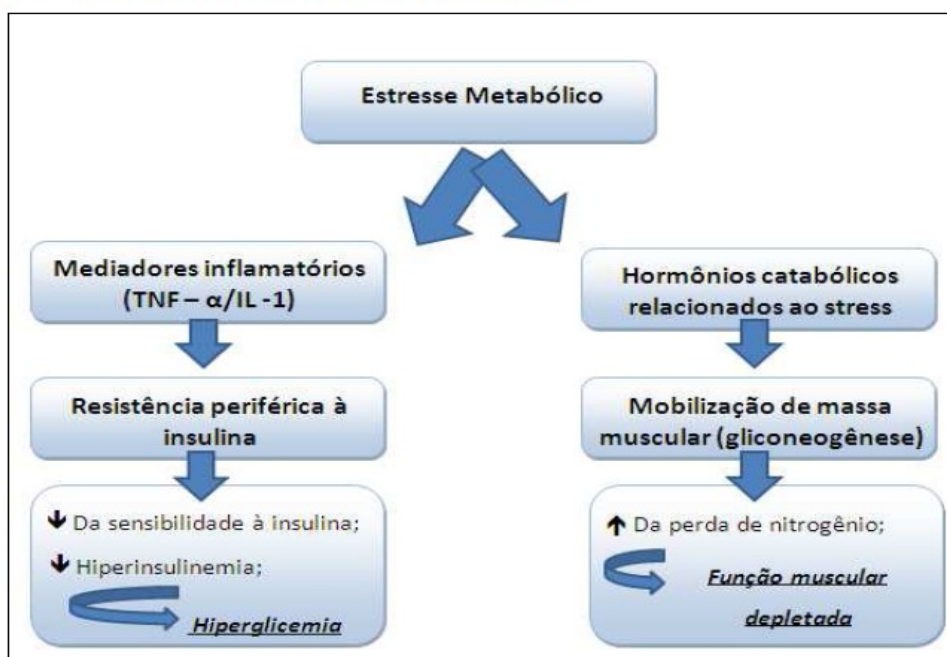 Estresse Metabólico
Mediadores inflamatórios
(TNF – α/IL -1)
Resistência periférica à
insulina
🡻 Da sensibilidade à insulina;
🡻 Hiperinsulinemia;
Hiperglicemia
Hormônios catabólicos
relacionados ao stress
Mobilização de massa
muscular (gliconeogênese)
🡹 Da perda de nitrogênio;
Função muscular
depletada